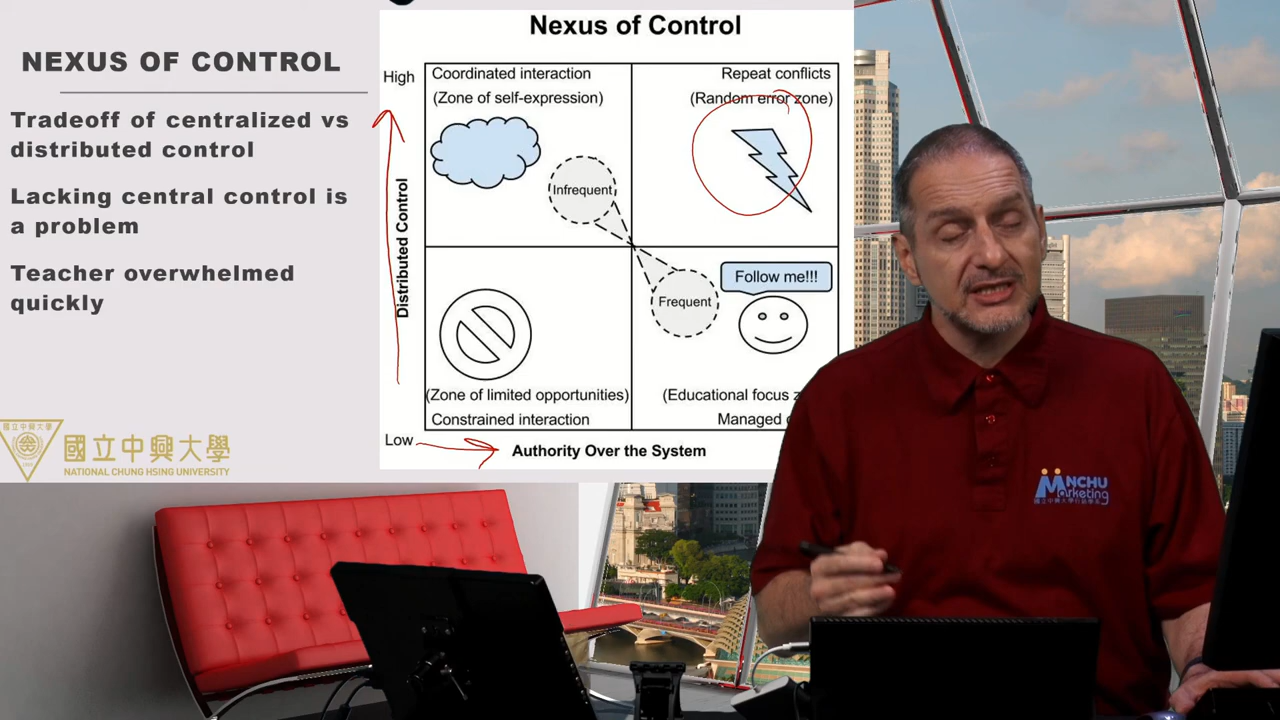 NEXUS OF CONTROL
Tradeoff of centralized vs
distributed control
Lacking central control is
a problem
Teacher overwhelmed
quickly
國立中興大學
NATIONAL CHUNG HSING UNIVERSITY
Nexus of Control
High
Coordinated interaction
(Zone of self-expression)
Repeat conflicts
(Random error zone)
Infrequent
Distributed Control
Follow me!!!
Frequent
(Zone of limited opportunities)
Constrained interaction
(Educational focus
Managed
Low
Authority Over the System
NCHU
Marketing